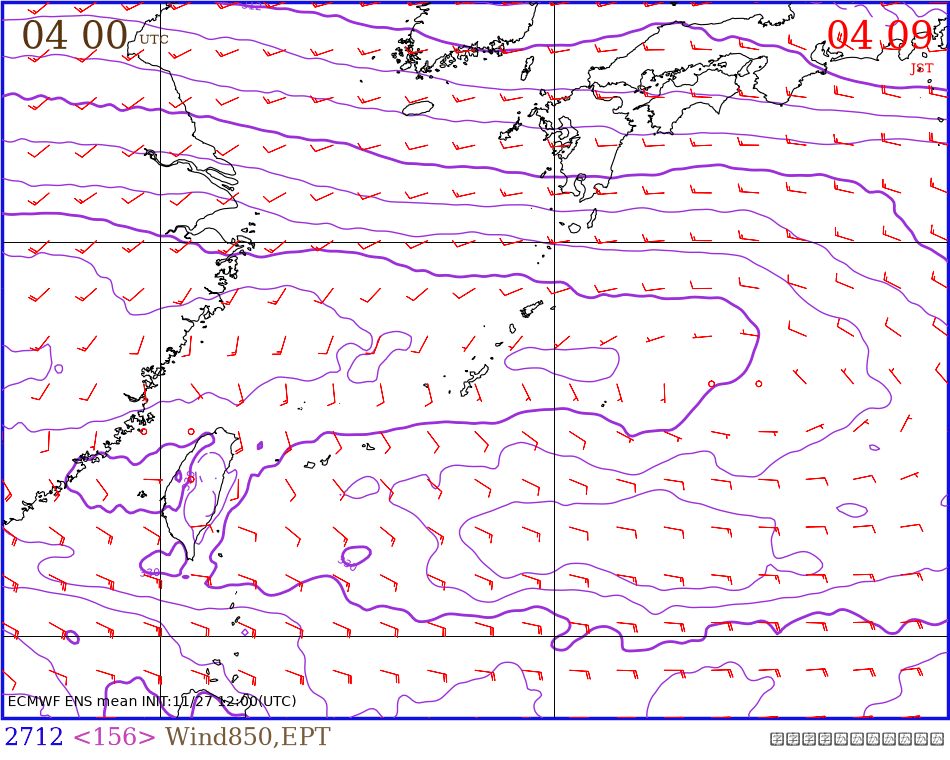 04 00 UTC
04 09
JST
ECMWF ENS mean INIT:11/27 12:00(UTC)
2712 <156> Wind850,EPT